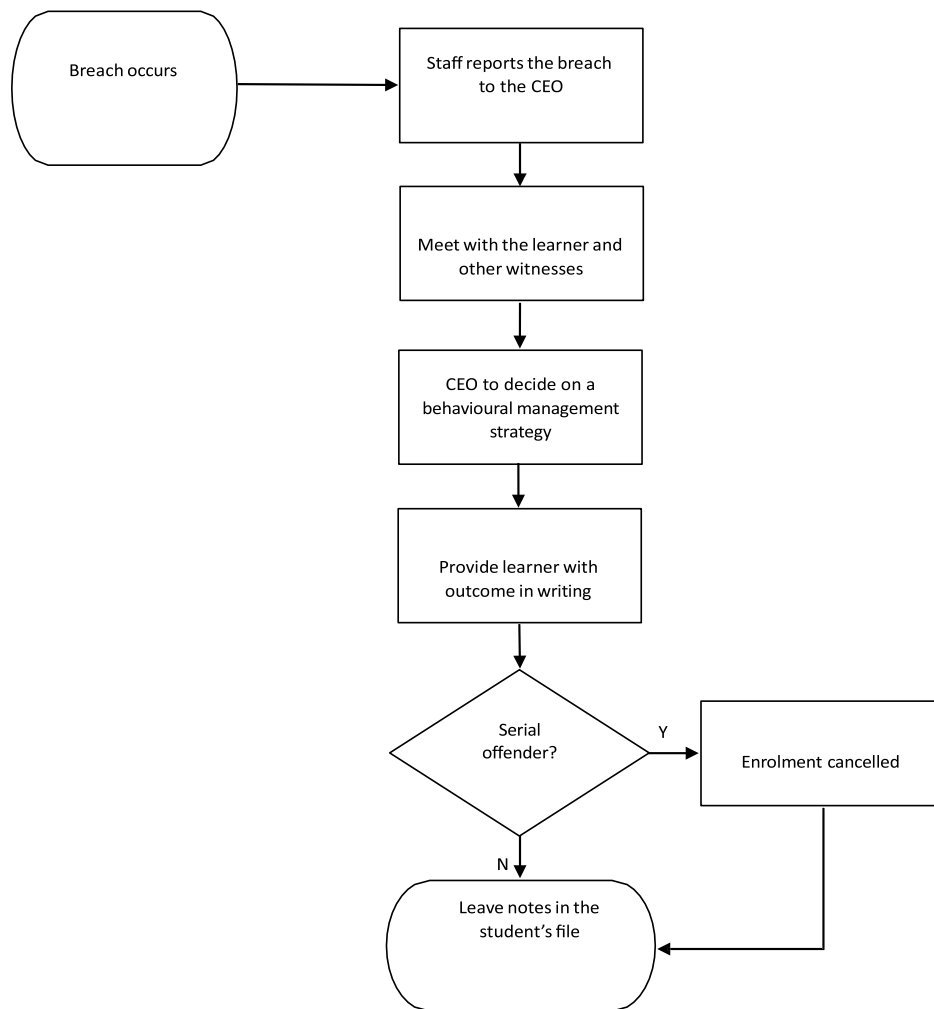 Breach occurs
Staff reports the breach
to the CEO
Meet with the learner and
other witnesses
CEO to decide on a
behavioural management
strategy
Provide learner with
outcome in writing
Serial
offender?
Y
Enrolment cancelled
N
Leave notes in the
student’s file